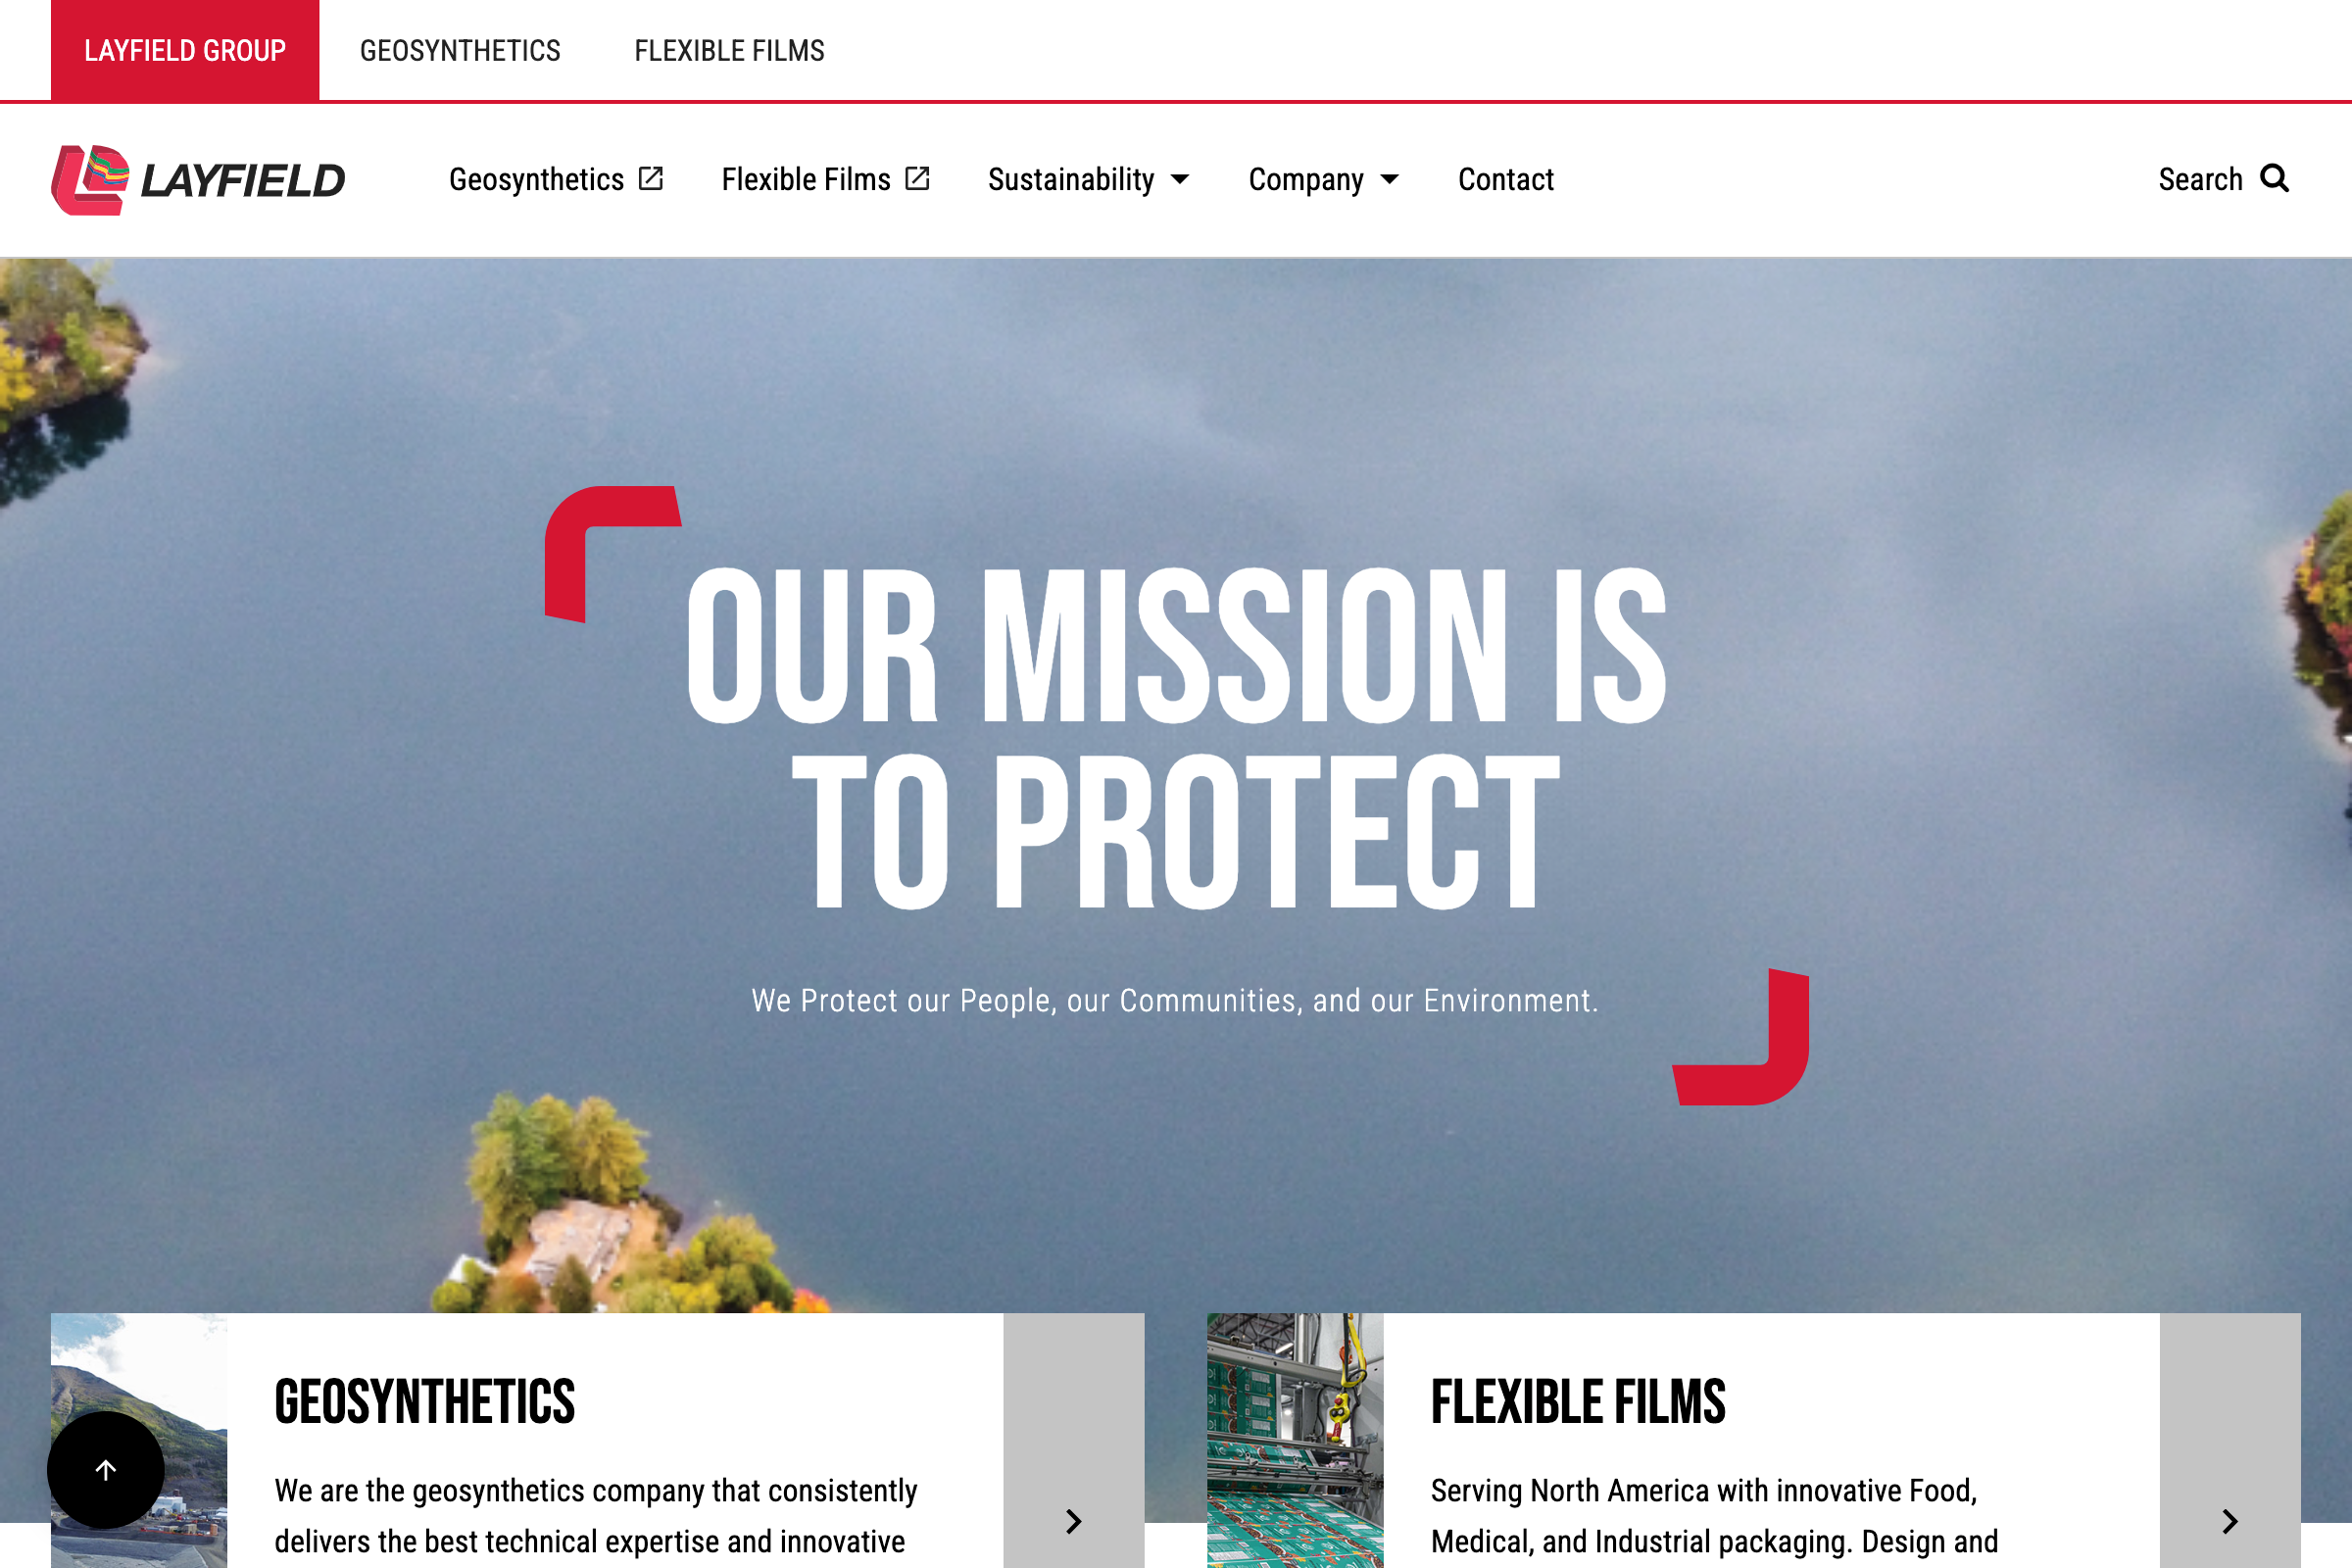 LAYFIELD GROUP
GEOSYNTHETICS
FLEXIBLE FILMS
LAYFIELD
Geosynthetics
Flexible Films
Sustainability
Company
Contact
Search
OUR MISSION IS
TO PROTECT
We Protect our People, our Communities, and our Environment.
GEOSYNTHETICS
We are the geosynthetics company that consistently
delivers the best technical expertise and innovative
FLEXIBLE FILMS
Serving North America with innovative Food,
Medical, and Industrial packaging. Design and